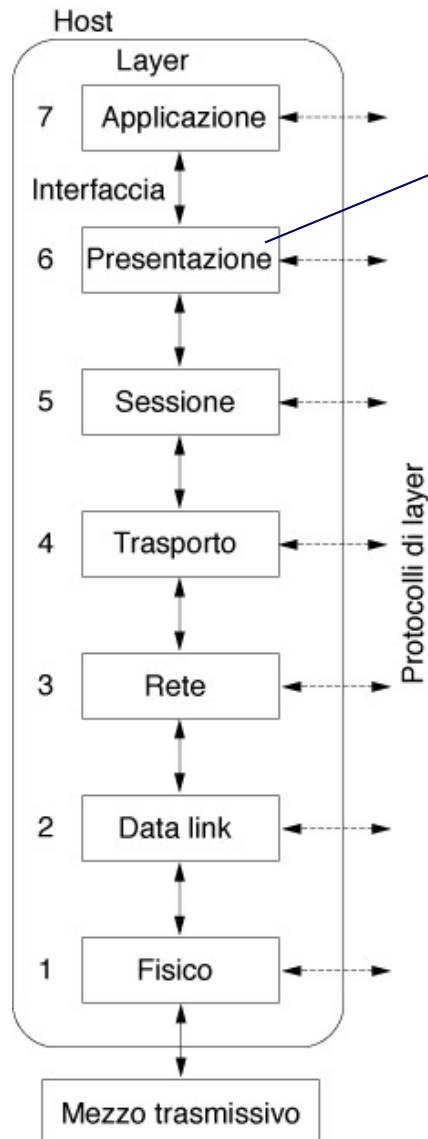 Host
Layer
7 Applicazione
Interfaccia
6 Presentazione
5 Sessione
4 Trasporto
Protocolli di layer
3 Rete
2 Data link
1 Fisico
Mezzo trasmissivo